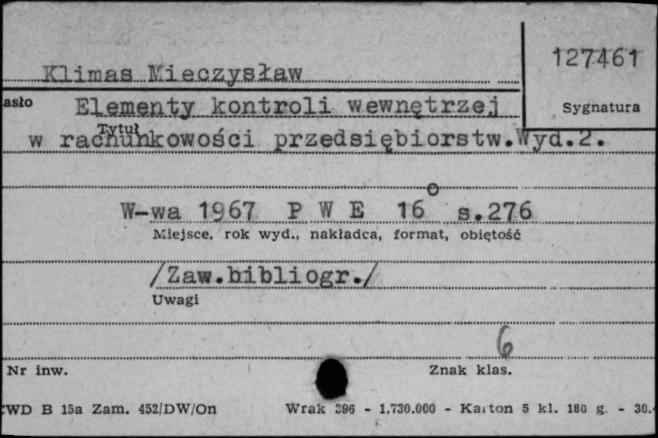 127461
Klimas Mieczysław
Sygnatura
asło Elementy kontroli wewnętrzej
Tytuł
w rachunkowości przedsiębiorstw.Wyd.2.
W-wa 1967 P W E 16° s.276
Miejsce, rok wyd., nakładca, format, objętość
/Zaw.bibliogr./
Uwagi
6
Nr inw. Znak klas.
CWD B 15a Zam. 452/DW/On Wrak 396 - 1.730.000 - Karton 5 kl. 180 g. - 30.4